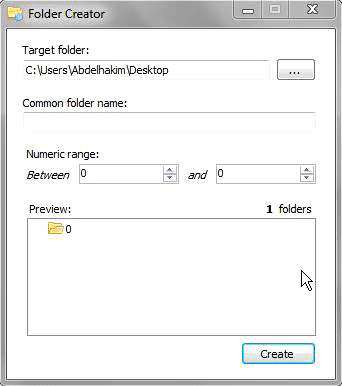 Folder Creator
Target folder:
C:\Users\Abdelhakim\Desktop
...
Common folder name:
Numeric range:
Between 0 and 0
Preview: 1 folders
0
Create